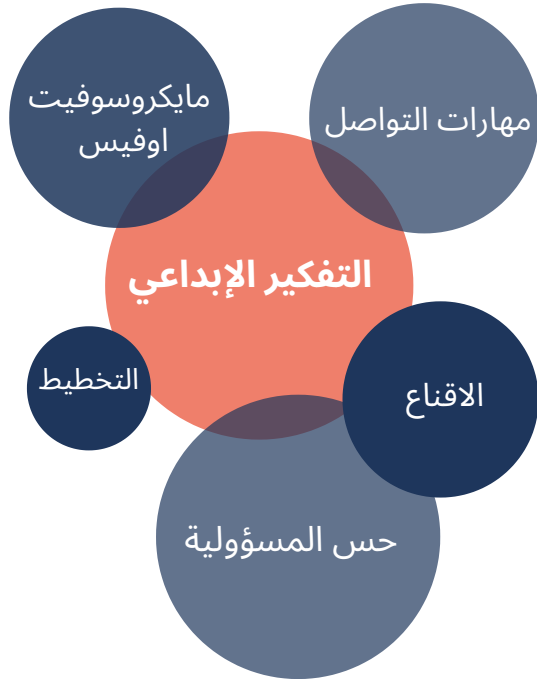 مايكروسوفيت
اوفيس
مهارات التواصل
التفكير الإبداعي
التخطيط
الاقناع
حس المسؤولية